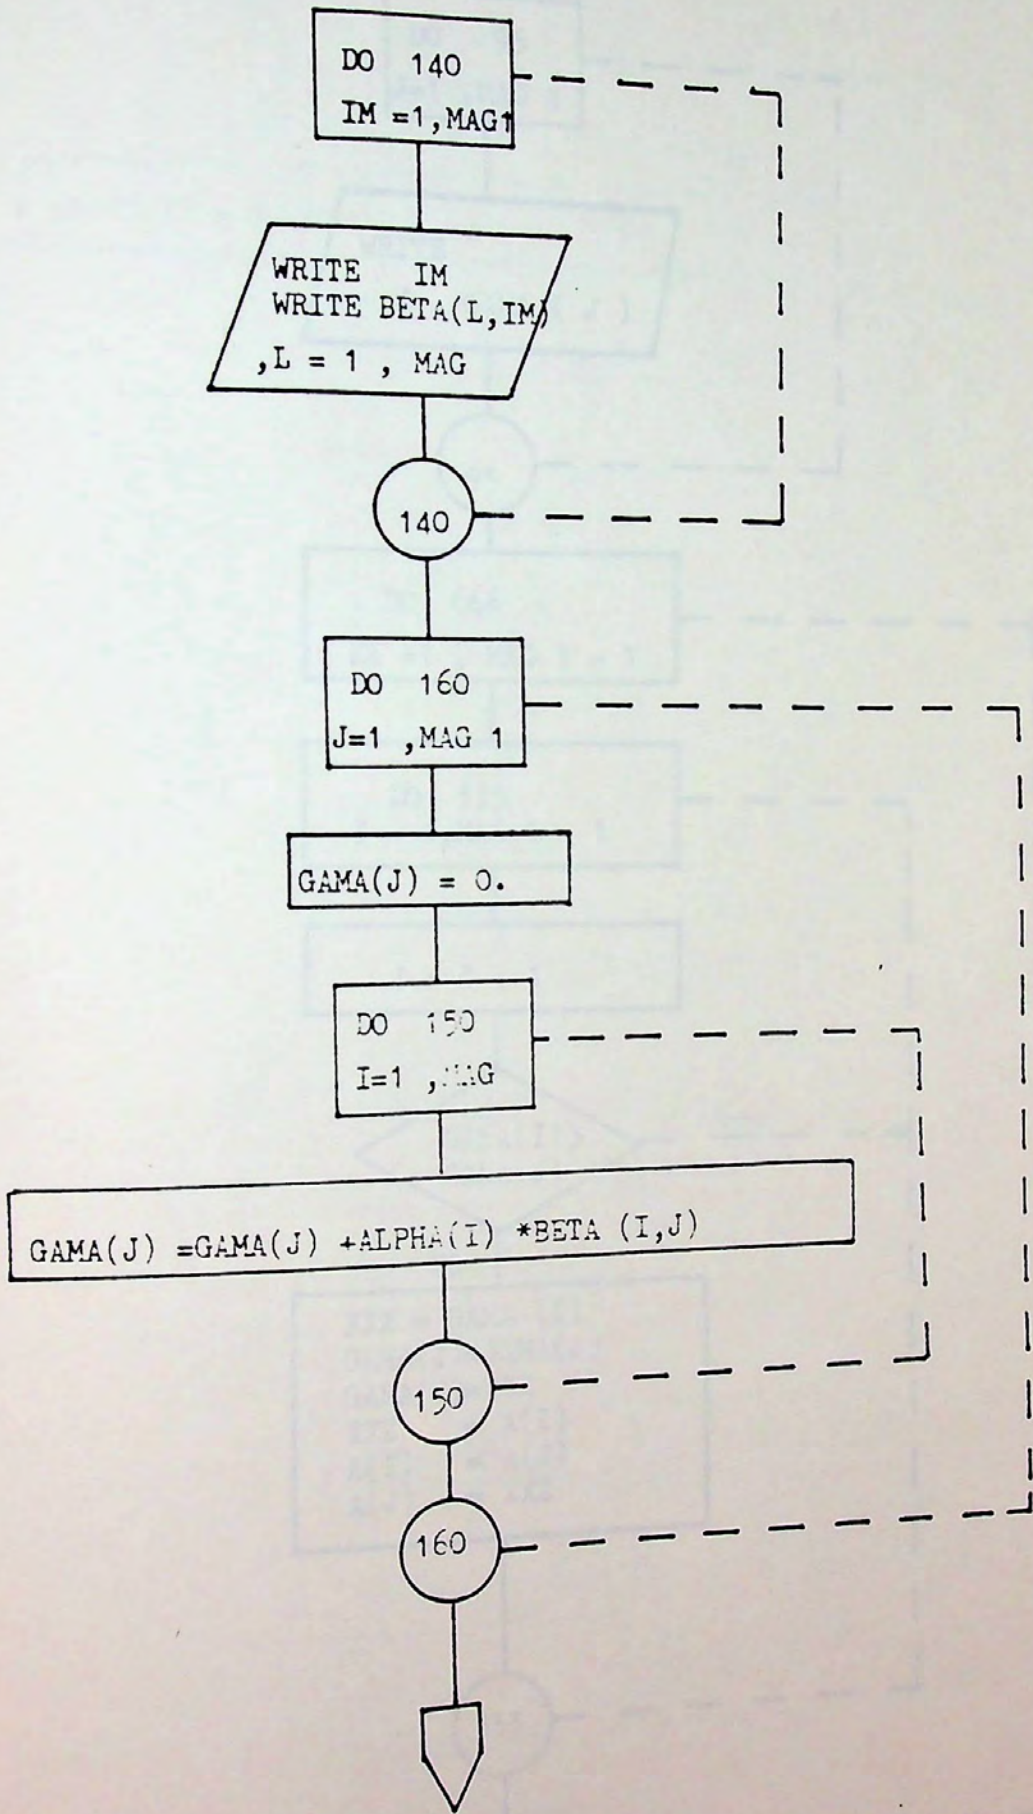 DO 140
IM =1,MAG1
WRITE IM
WRITE BETA(L,IM)
,L = 1 , MAG
140
DO 160
J=1 ,MAG 1
GAMA(J) = 0.
DO 150
I=1 ,MAG
GAMA(J) =GAMA(J) +ALPHA(I) *BETA (I,J)
150
160